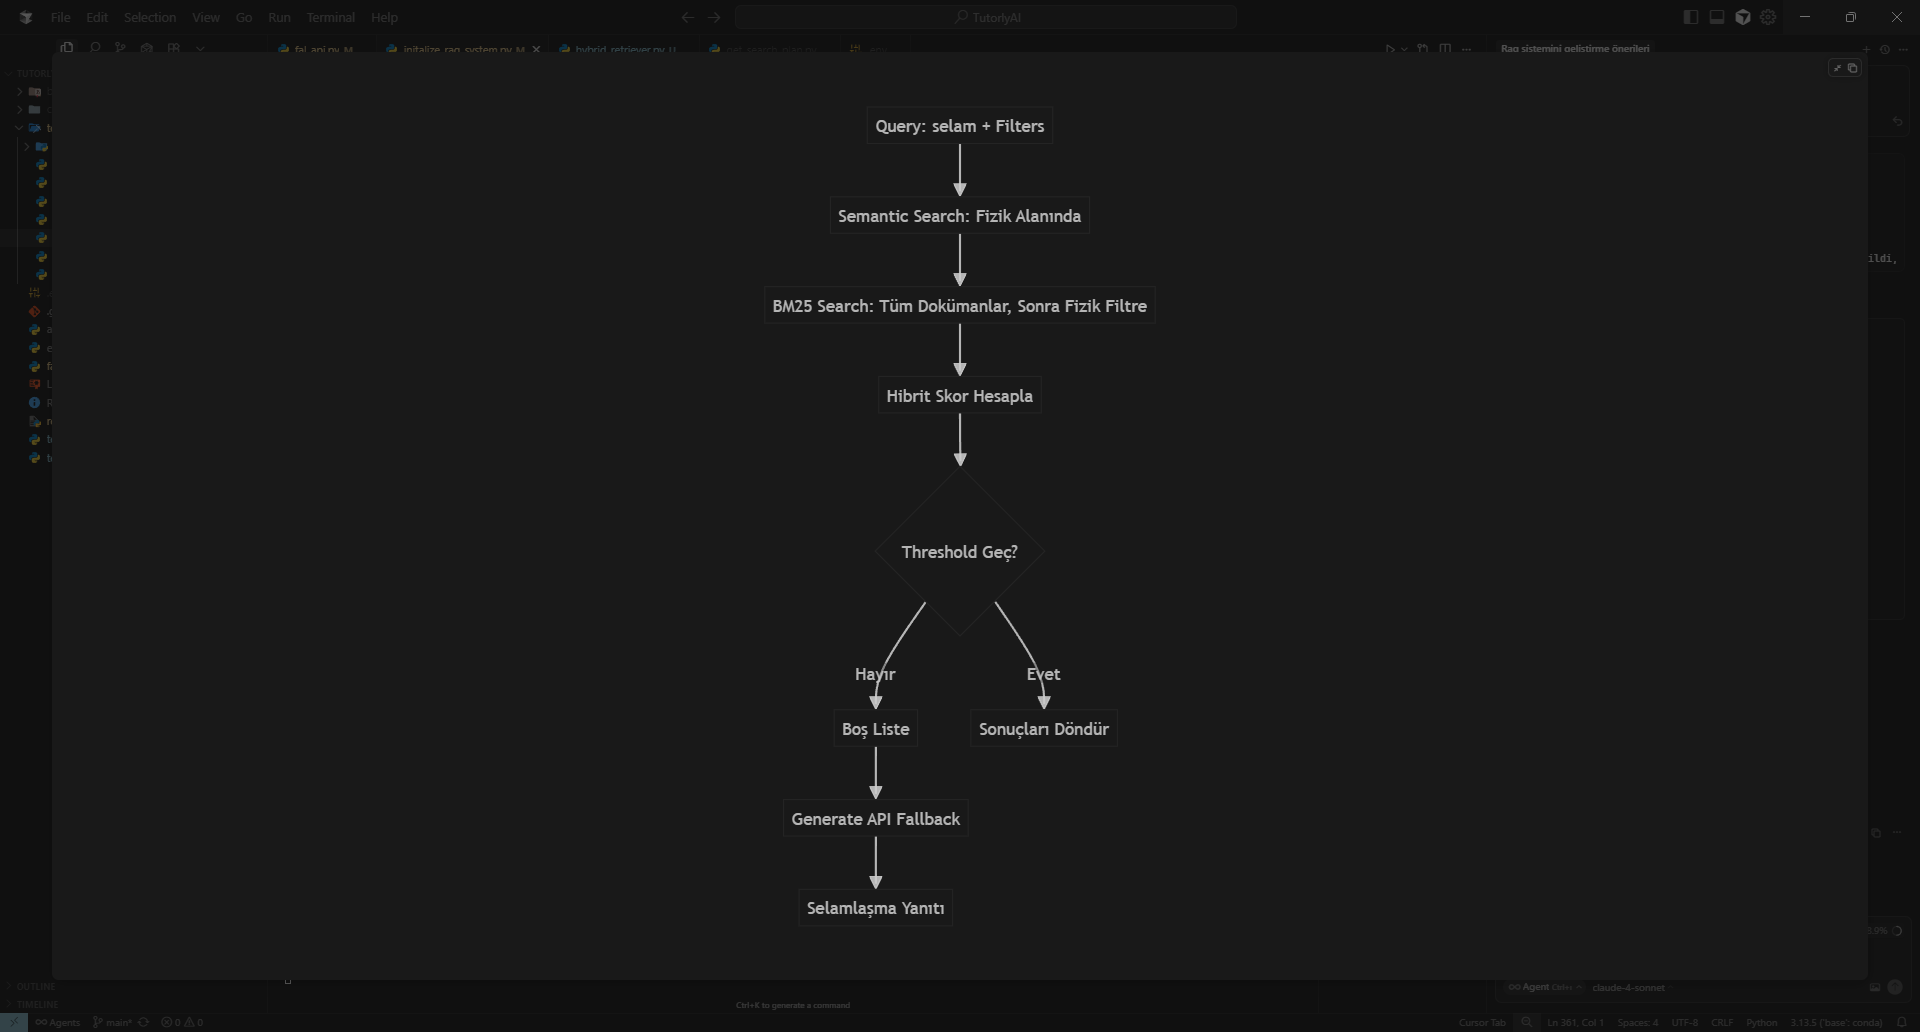 File Edit Selection View Go Run Terminal Help
TutorlyAI
fal_api.py M
initalize_rag_system.py M
hybrid_retriever.py U
Rag sistemini geliştirme önerileri
Query: selam + Filters
Semantic Search: Fizik Alanında
ildi,
BM25 Search: Tüm Dokümanlar, Sonra Fizik Filtre
Hibrit Skor Hesapla
Threshold Geç?
Hayır
Evet
Boş Liste
Sonuçları Döndür
Generate API Fallback
Selamlaşma Yanıtı
OUTLINE
TIMELINE
Ctrl+K to generate a command
Agent Ctrl+I
claude-4-sonnet
Agents main* 0 0
Cursor Tab Ln 361, Col 1 Spaces: 4 UTF-8 CRLF Python 3.13.5 ('base': conda)